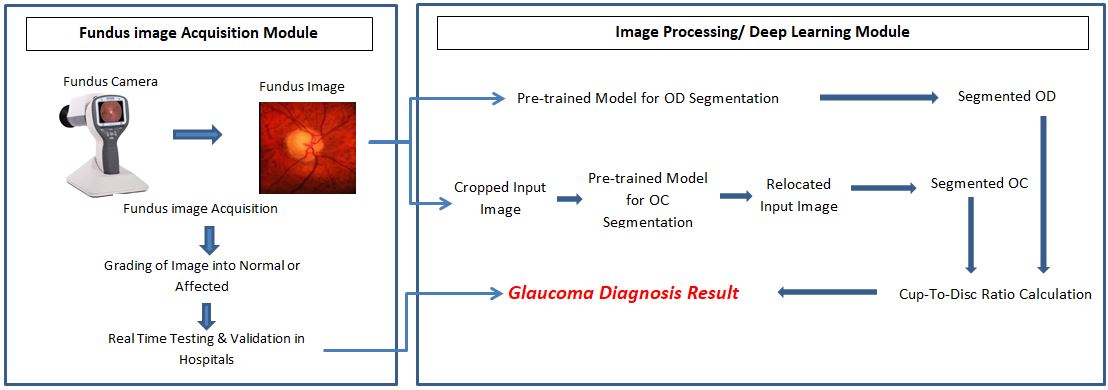 Fundus image Acquisition Module
Fundus Camera
Fundus Image
Fundus image Acquisition
Grading of Image into Normal or
Affected
Real Time Testing & Validation in
Hospitals
Image Processing/ Deep Learning Module
Pre-trained Model for OD Segmentation
Segmented OD
Cropped Input
Image
Pre-trained Model
for OC
Segmentation
Relocated
Input Image
Segmented OC
Cup-To-Disc Ratio Calculation
Glaucoma Diagnosis Result